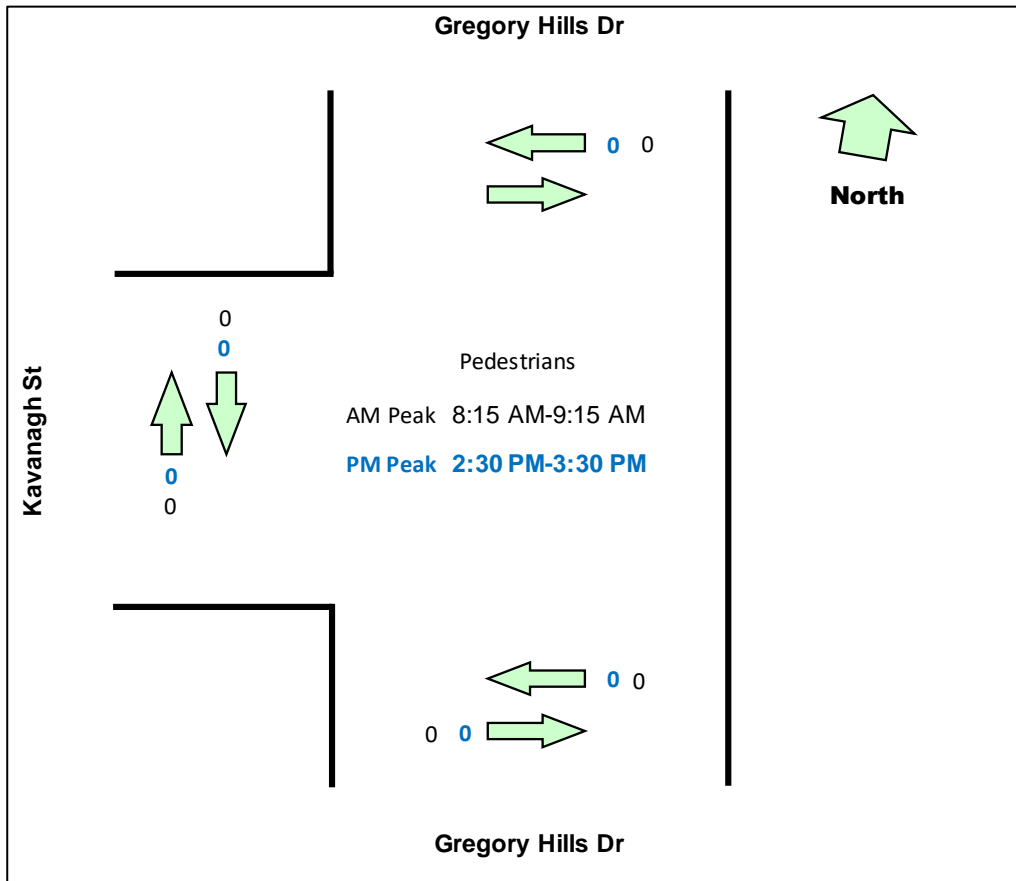 Gregory Hills Dr
0 0
North
0
0
Kavanagh St
Pedestrians
AM Peak 8:15 AM-9:15 AM
PM Peak 2:30 PM-3:30 PM
0
0
0 0
0 0
Gregory Hills Dr